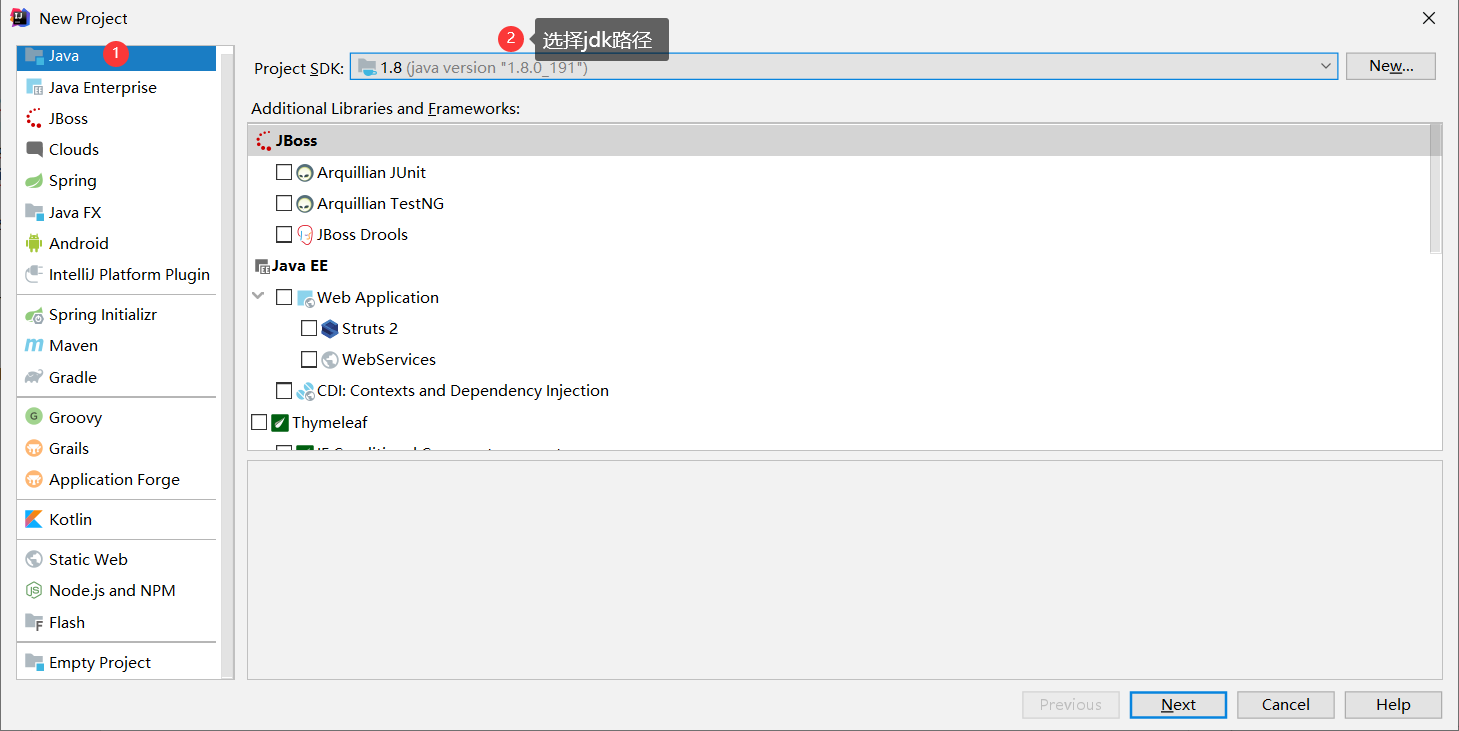 New Project
Java
1
Java Enterprise
JBoss
Clouds
Spring
Java FX
Android
IntelliJ Platform Plugin
Spring Initializr
Maven
Gradle
Groovy
Grails
Application Forge
Kotlin
Static Web
Node.js and NPM
Flash
Empty Project
2 选择jdk路径
Project SDK: 1.8 (java version "1.8.0_191") New...
Additional Libraries and Frameworks:
JBoss
Arquillian JUnit
Arquillian TestNG
JBoss Drools
Java EE
Web Application
Struts 2
WebServices
CDI: Contexts and Dependency Injection
Thymeleaf
Previous Next Cancel Help